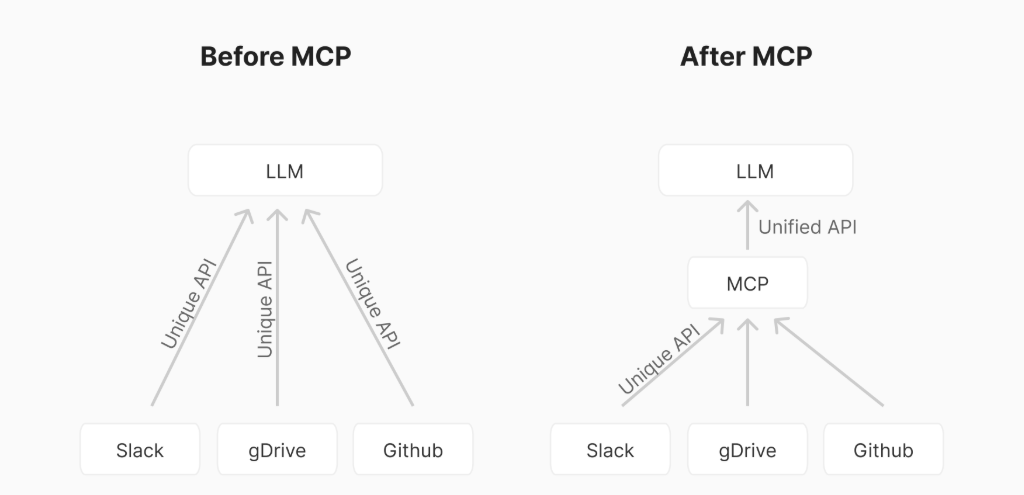 Before MCP
LLM
Unique API
Unique API
Unique API
Slack
gDrive
Github
After MCP
LLM
Unified API
MCP
Unique API
Slack
gDrive
Github